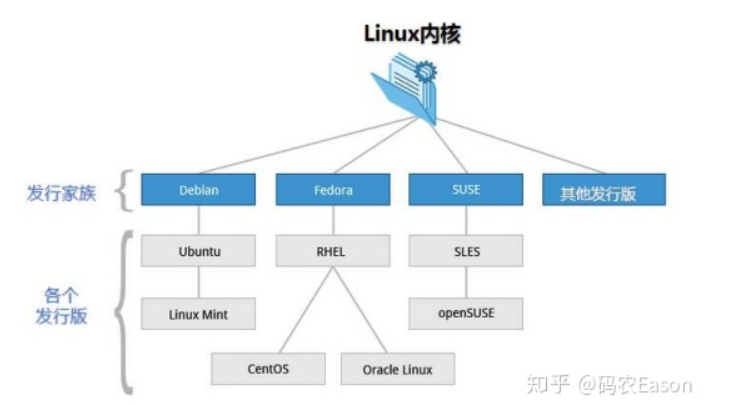 Linux内核
发行家族
Debian
Fedora
SUSE
其他发行版
各个
发行版
Ubuntu
RHEL
SLES
Linux Mint
openSUSE
CentOS
Oracle Linux
知乎 @码农Eason